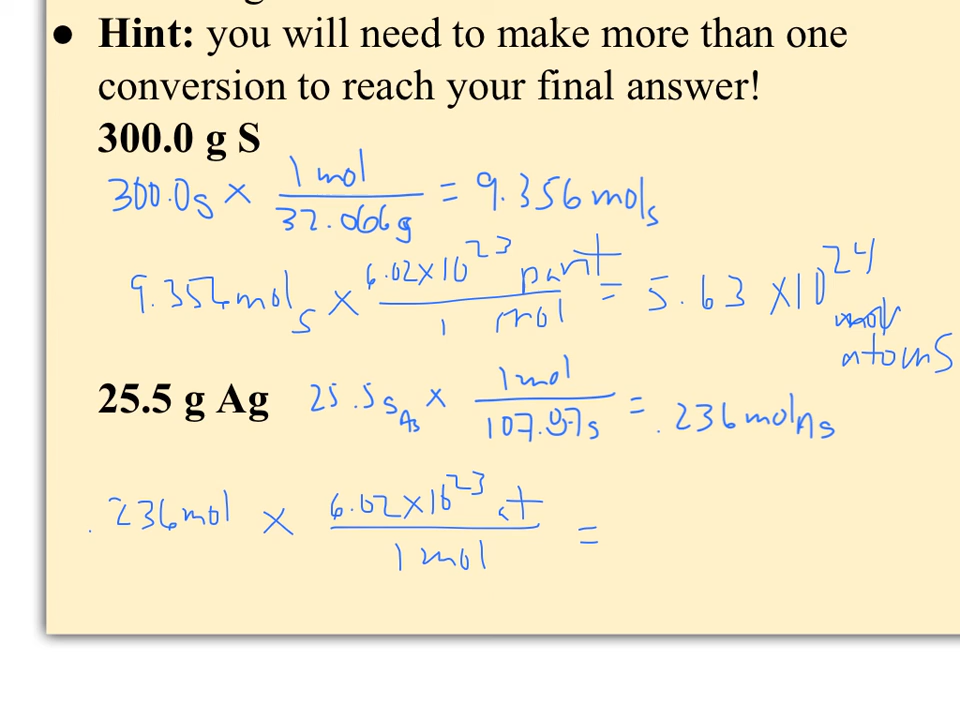 ● Hint: you will need to make more than one
conversion to reach your final answer!
300.0 g S
300.0g × 1 mol / 32.066g = 9.356 mol s
9.356 mol s × 6.02×10^23 part / 1 mol = 5.63 ×10^24
atoms
25.5 g Ag 25.5g Ag × 1 mol / 107.87g = .236 mol Ag
.236 mol × 6.02×10^23 at / 1 mol =